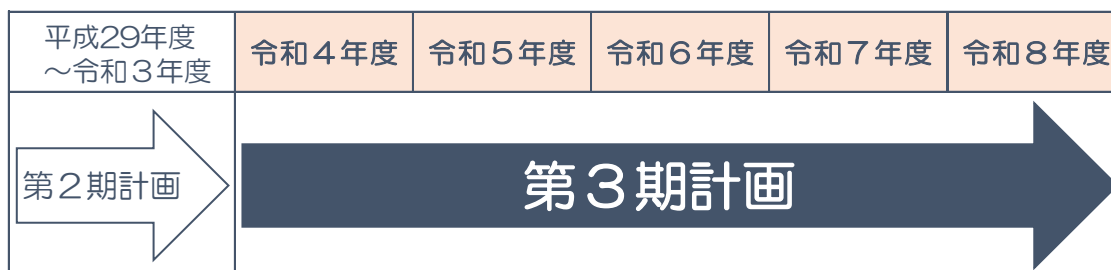 平成29年度
～令和３年度
令和４年度
令和５年度
令和６年度
令和７年度
令和８年度
第２期計画
第３期計画